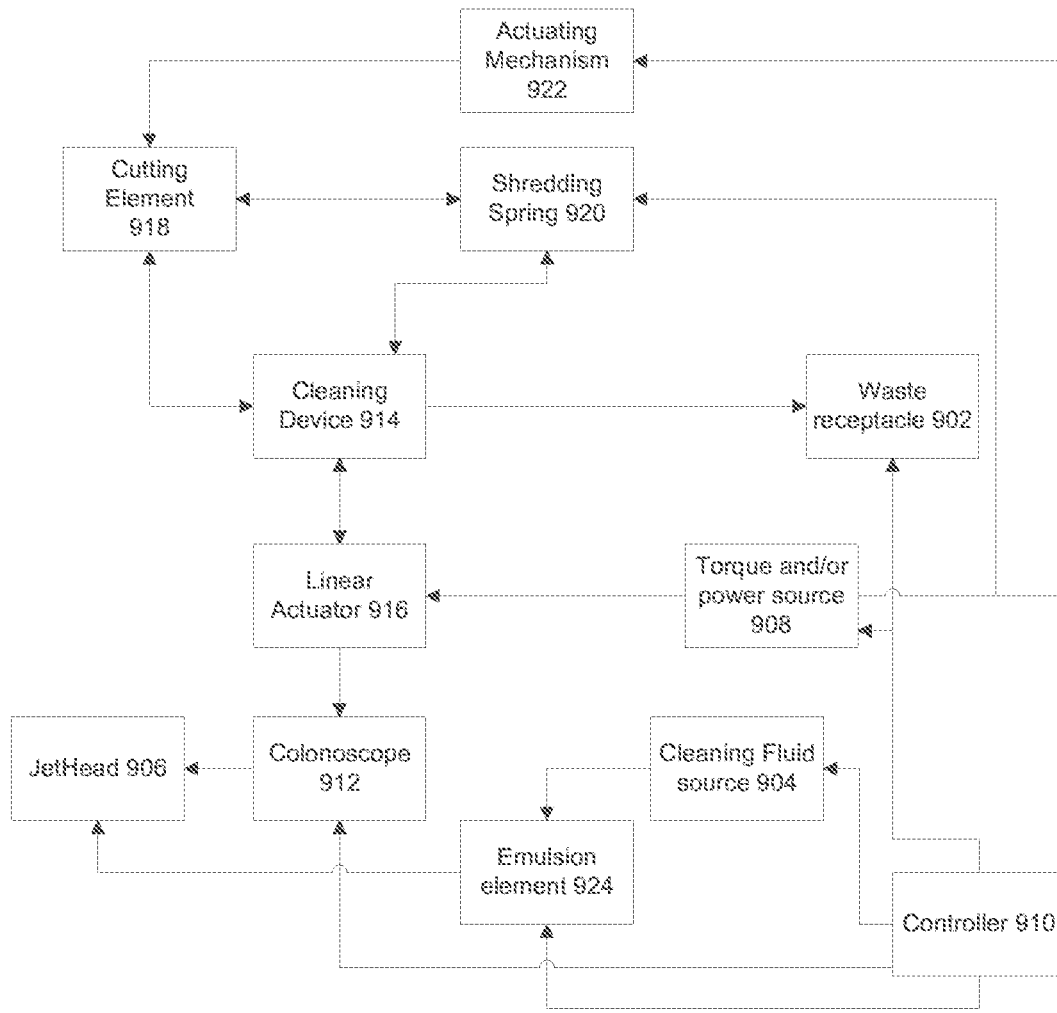 Actuating
Mechanism
922
Cutting
Element
918
Shredding
Spring 920
Cleaning
Device 914
Waste
receptacle 902
Linear
Actuator 916
Torque and/or
power source
908
JetHead 906
Colonoscope
912
Cleaning Fluid
source 904
Emulsion
element 924
Controller 910